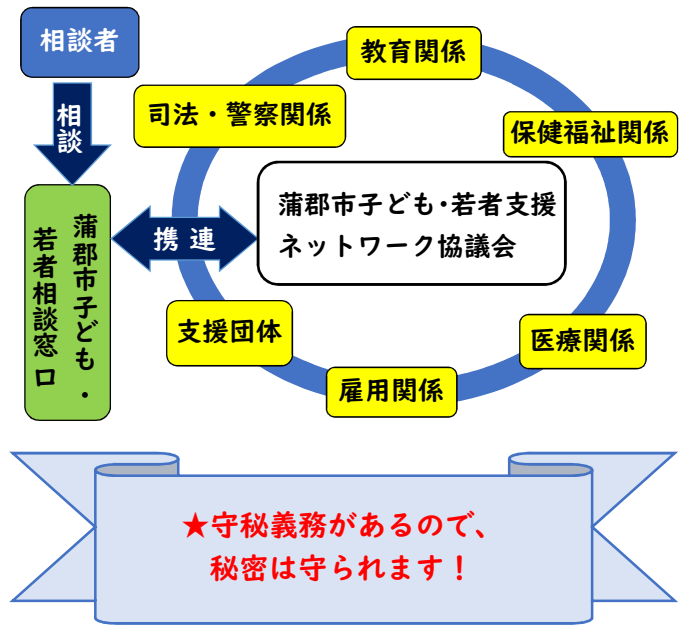 相談者
相談
蒲郡市子ども・
若者相談窓口
携連
教育関係
司法・警察関係
保健福祉関係
蒲郡市子ども・若者支援
ネットワーク協議会
支援団体
医療関係
雇用関係
★守秘義務があるので、
秘密は守られます！